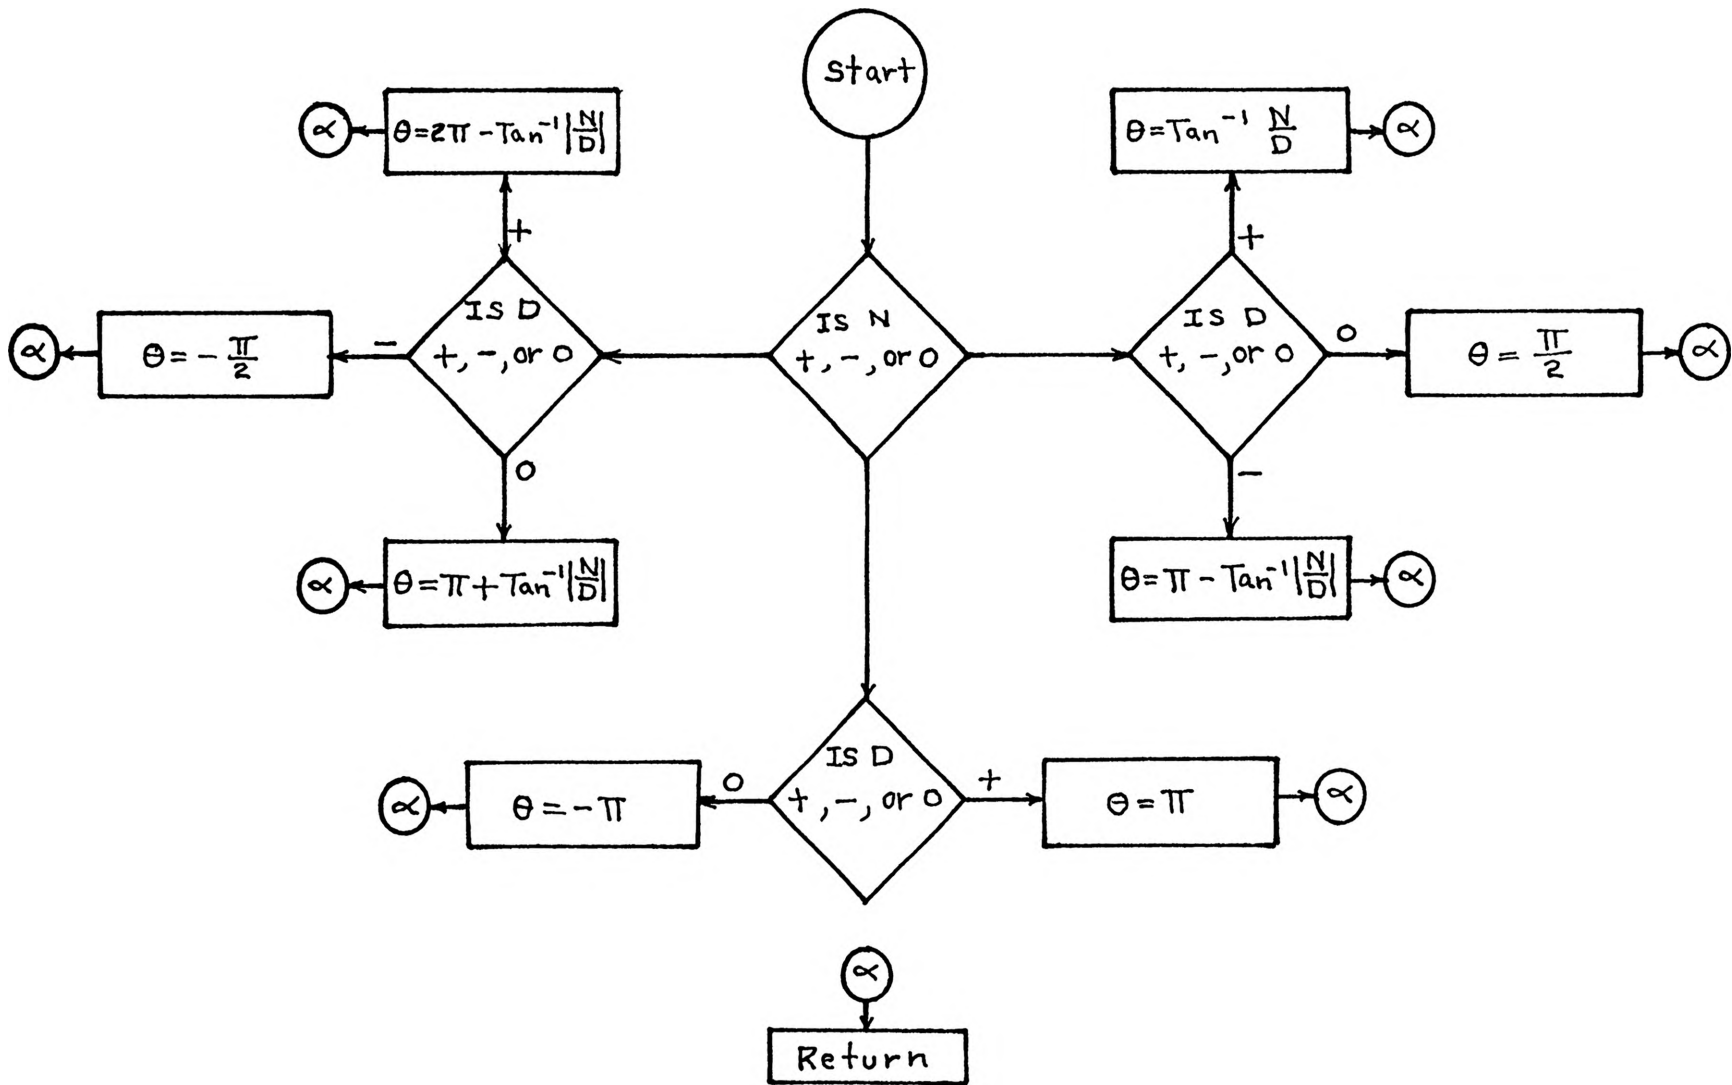 Start
α
θ=2π-Tan⁻¹|N/D|
θ=Tan⁻¹ N/D
α
+
+
IS D
+, -, or 0
IS N
+, -, or 0
IS D
+, -, or 0
α
θ=-π/2
-
0
θ=π/2
α
0
-
α
θ=π+Tan⁻¹|N/D|
θ=π-Tan⁻¹|N/D|
α
IS D
+, -, or 0
α
θ=-π
0
+
θ=π
α
α
Return